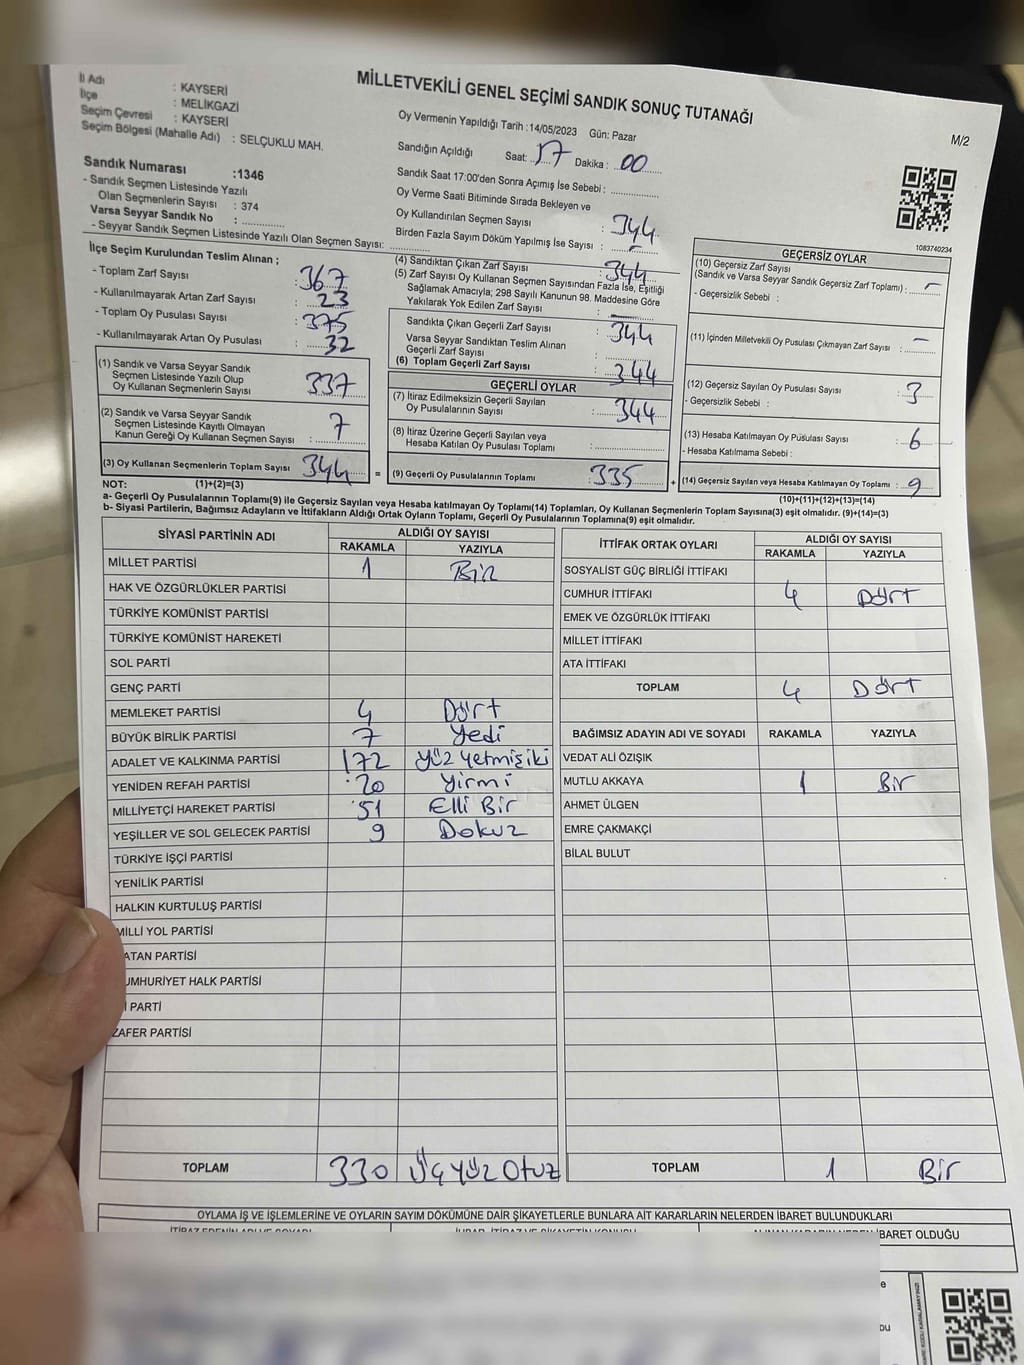 MİLLETVEKİLİ GENEL SEÇİMİ SANDIK SONUÇ TUTANAĞI
M/2
İl Adı : KAYSERİ
İlçe : MELİKGAZİ
Seçim Çevresi : KAYSERİ
Seçim Bölgesi (Mahalle Adı) : SELÇUKLU MAH.
Sandık Numarası :1346
- Sandık Seçmen Listesinde Yazılı
Olan Seçmenlerin Sayısı : 374
Varsa Seyyar Sandık No :
- Seyyar Sandık Seçmen Listesinde Yazılı Olan Seçmen Sayısı:
Oy Vermenin Yapıldığı Tarih :14/05/2023 Gün: Pazar
Sandığın Açıldığı Saat: 17 Dakika : 00
Sandık Saat 17:00'den Sonra Açımış İse Sebebi :
Oy Verme Saati Bitiminde Sırada Bekleyen ve
Oy Kullandırılan Seçmen Sayısı : 344
Birden Fazla Sayım Döküm Yapılmış İse Sayısı : -
1083740234
İlçe Seçim Kurulundan Teslim Alınan ;
- Toplam Zarf Sayısı : 367
- Kullanılmayarak Artan Zarf Sayısı : 23
- Toplam Oy Pusulası Sayısı : 375
- Kullanılmayarak Artan Oy Pusulası : 32
(1) Sandık ve Varsa Seyyar Sandık
Seçmen Listesinde Yazılı Olup
Oy Kullanan Seçmenlerin Sayısı : 337
(2) Sandık ve Varsa Seyyar Sandık
Seçmen Listesinde Kayıtlı Olmayan
Kanun Gereği Oy Kullanan Seçmen Sayısı : 7
(3) Oy Kullanan Seçmenlerin Toplam Sayısı : 344 =
(4) Sandıktan Çıkan Zarf Sayısı : 344
(5) Zarf Sayısı Oy Kullanan Seçmen Sayısından Fazla İse, Eşitliği
Sağlamak Amacıyla; 298 Sayılı Kanunun 98. Maddesine Göre
Yakılarak Yok Edilen Zarf Sayısı : -
Sandıkta Çıkan Geçerli Zarf Sayısı : 344
Varsa Seyyar Sandıktan Teslim Alınan
Geçerli Zarf Sayısı :
(6) Toplam Geçerli Zarf Sayısı : 344
GEÇERLİ OYLAR
(7) İtiraz Edilmeksizin Geçerli Sayılan
Oy Pusulalarının Sayısı : 344
(8) İtiraz Üzerine Geçerli Sayılan veya
Hesaba Katılan Oy Pusulası Toplamı :
(9) Geçerli Oy Pusulalarının Toplamı : 335 +
GEÇERSİZ OYLAR
(10) Geçersiz Zarf Sayısı
(Sandık ve Varsa Seyyar Sandık Geçersiz Zarf Toplamı) : -
- Geçersizlik Sebebi :
(11) İçinden Milletvekili Oy Pusulası Çıkmayan Zarf Sayısı : -
(12) Geçersiz Sayılan Oy Pusulası Sayısı : 3
- Geçersizlik Sebebi :
(13) Hesaba Katılmayan Oy Pusulası Sayısı : 6
- Hesaba Katılmama Sebebi :
(14) Geçersiz Sayılan veya Hesaba Katılmayan Oy Toplamı : 9
NOT: (1)+(2)=(3) (10)+(11)+(12)+(13)=(14)
a- Geçerli Oy Pusulalarının Toplamı(9) ile Geçersiz Sayılan veya Hesaba katılmayan Oy Toplamı(14) Toplamları, Oy Kullanan Seçmenlerin Toplam Sayısına(3) eşit olmalıdır. (9)+(14)=(3)
b- Siyasi Partilerin, Bağımsız Adayların ve İttifakların Aldığı Ortak Oyların Toplamı, Geçerli Oy Pusulalarının Toplamına(9) eşit olmalıdır.
SİYASİ PARTİNİN ADI ALDIĞI OY SAYISI
RAKAMLA YAZIYLA
MİLLET PARTİSİ 1 Bir
HAK VE ÖZGÜRLÜKLER PARTİSİ
TÜRKİYE KOMÜNİST PARTİSİ
TÜRKİYE KOMÜNİST HAREKETİ
SOL PARTİ
GENÇ PARTİ
MEMLEKET PARTİSİ 4 Dört
BÜYÜK BİRLİK PARTİSİ 7 Yedi
ADALET VE KALKINMA PARTİSİ 172 Yüz Yetmişiki
YENİDEN REFAH PARTİSİ 20 Yirmi
MİLLİYETÇİ HAREKET PARTİSİ 51 Elli Bir
YEŞİLLER VE SOL GELECEK PARTİSİ 9 Dokuz
TÜRKİYE İŞÇİ PARTİSİ
YENİLİK PARTİSİ
HALKIN KURTULUŞ PARTİSİ
MİLLİ YOL PARTİSİ
ATAN PARTİSİ
UMHURİYET HALK PARTİSİ
İ PARTİ
ZAFER PARTİSİ
TOPLAM 330 Üçyüz Otuz
İTTİFAK ORTAK OYLARI ALDIĞI OY SAYISI
RAKAMLA YAZIYLA
SOSYALİST GÜÇ BİRLİĞİ İTTİFAKI
CUMHUR İTTİFAKI 4 Dört
EMEK VE ÖZGÜRLÜK İTTİFAKI
MİLLET İTTİFAKI
ATA İTTİFAKI
TOPLAM 4 Dört
BAĞIMSIZ ADAYIN ADI VE SOYADI RAKAMLA YAZIYLA
VEDAT ALİ ÖZIŞIK
MUTLU AKKAYA 1 Bir
AHMET ÜLGEN
EMRE ÇAKMAKÇİ
BİLAL BULUT
TOPLAM 1 Bir
OYLAMA İŞ VE İŞLEMLERİNE VE OYLARIN SAYIM DÖKÜMÜNE DAİR ŞİKAYETLERLE BUNLARA AİT KARARLARIN NELERDEN İBARET BULUNDUKLARI
İBARET OLDUĞU